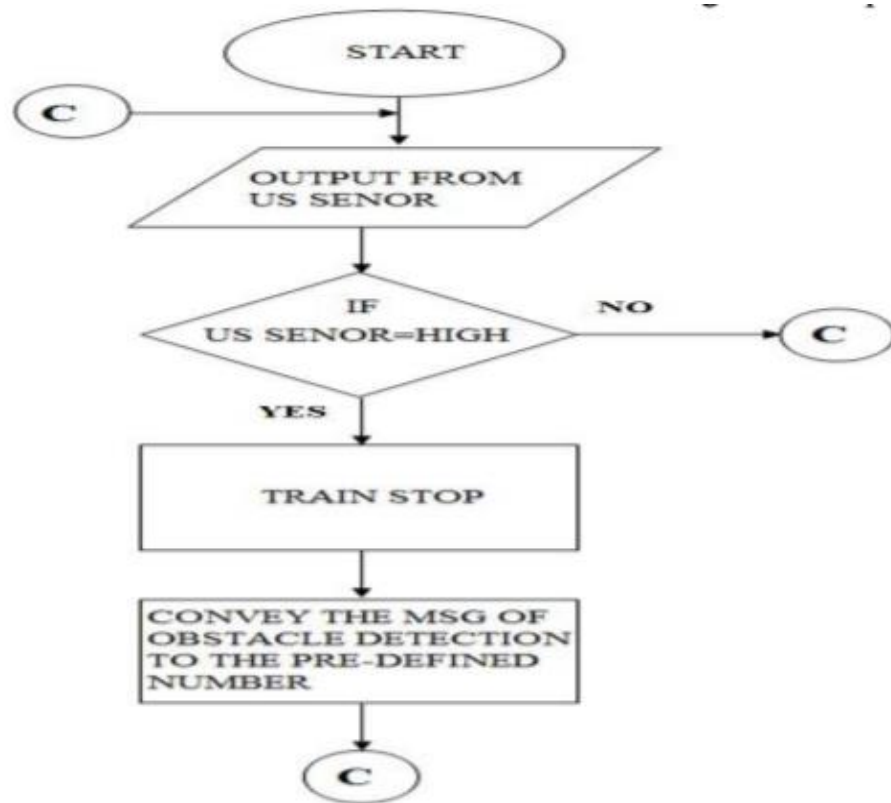 START
C
OUTPUT FROM
US SENOR
IF
US SENOR=HIGH
NO
C
YES
TRAIN STOP
CONVEY THE MSG OF
OBSTACLE DETECTION
TO THE PRE-DEFINED
NUMBER
C